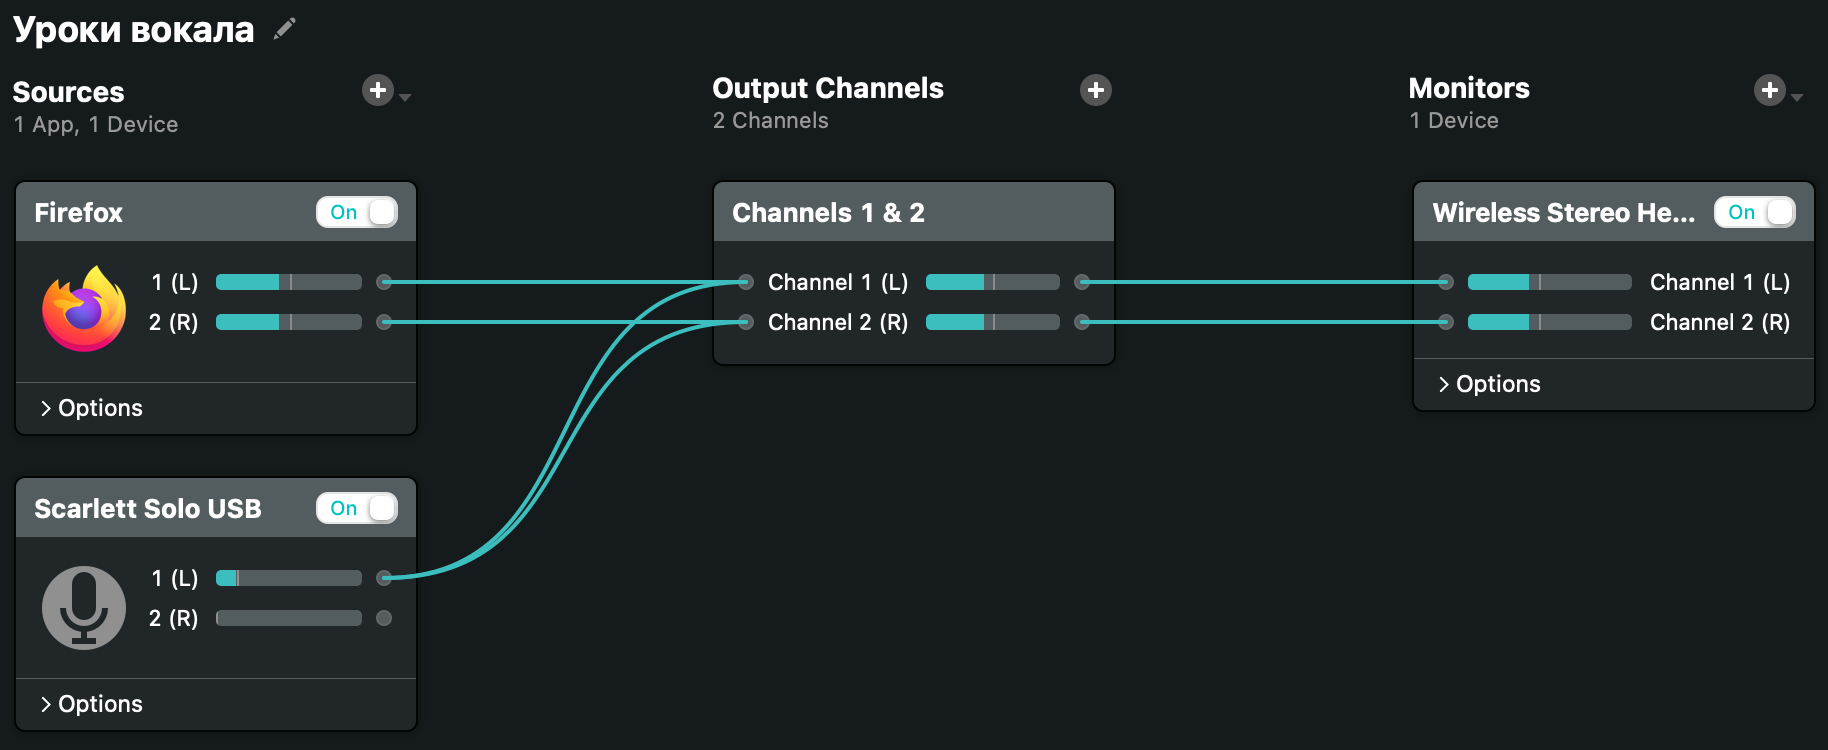 Уроки вокала
Sources
1 App, 1 Device
Output Channels
2 Channels
Monitors
1 Device
Firefox
On
1 (L)
2 (R)
Options
Scarlett Solo USB
On
1 (L)
2 (R)
Options
Channels 1 & 2
Channel 1 (L)
Channel 2 (R)
Wireless Stereo He...
On
Channel 1 (L)
Channel 2 (R)
Options